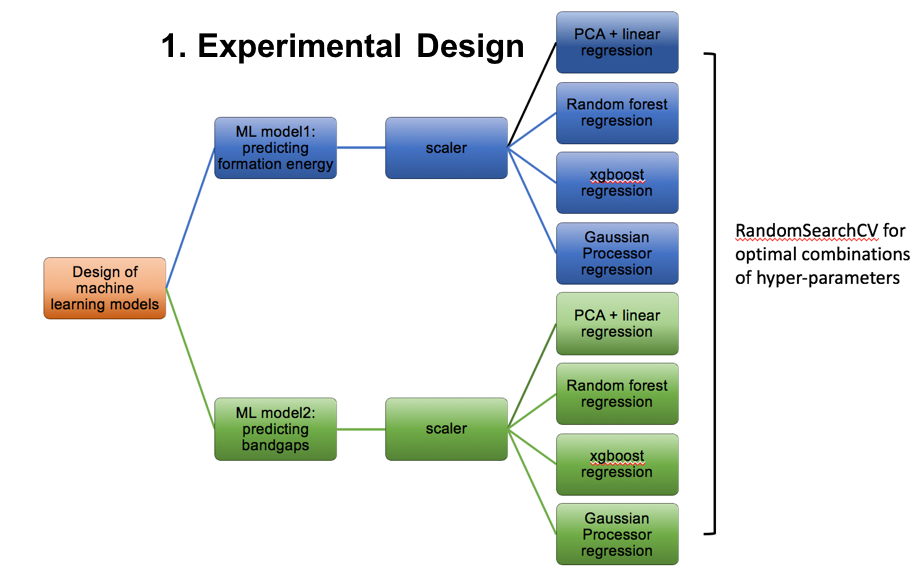 1. Experimental Design
PCA + linear
regression
Random forest
regression
ML model1:
predicting
formation energy
scaler
xgboost
regression
Gaussian
Processor
regression
RandomSearchCV for
optimal combinations
of hyper-parameters
Design of
machine
learning models
PCA + linear
regression
Random forest
regression
ML model2:
predicting
bandgaps
scaler
xgboost
regression
Gaussian
Processor
regression